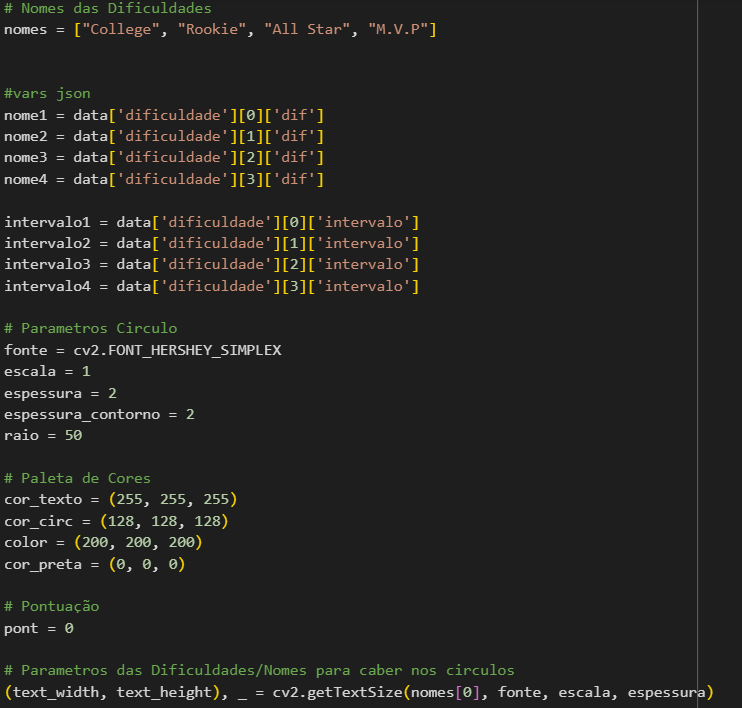 # Nomes das Dificuldades
nomes = ["College", "Rookie", "All Star", "M.V.P"]
#vars json
nome1 = data['dificuldade'][0]['dif']
nome2 = data['dificuldade'][1]['dif']
nome3 = data['dificuldade'][2]['dif']
nome4 = data['dificuldade'][3]['dif']
intervalo1 = data['dificuldade'][0]['intervalo']
intervalo2 = data['dificuldade'][1]['intervalo']
intervalo3 = data['dificuldade'][2]['intervalo']
intervalo4 = data['dificuldade'][3]['intervalo']
# Parametros Circulo
fonte = cv2.FONT_HERSHEY_SIMPLEX
escala = 1
espessura = 2
espessura_contorno = 2
raio = 50
# Paleta de Cores
cor_texto = (255, 255, 255)
cor_circ = (128, 128, 128)
color = (200, 200, 200)
cor_preta = (0, 0, 0)
# Pontuação
pont = 0
# Parametros das Dificuldades/Nomes para caber nos circulos
(text_width, text_height), _ = cv2.getTextSize(nomes[0], fonte, escala, espessura)